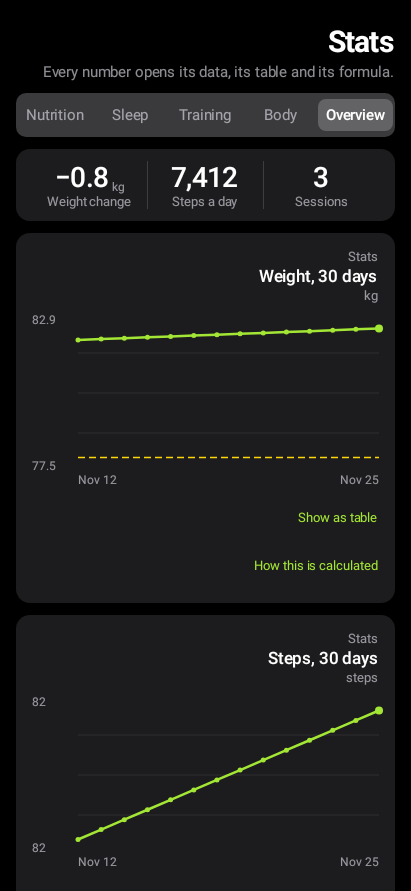 Stats
Every number opens its data, its table and its formula.
Nutrition Sleep Training Body Overview
−0.8 kg 7,412 3
Weight change Steps a day Sessions
Stats
Weight, 30 days
kg
82.9
77.5
Nov 12 Nov 25
Show as table
How this is calculated
Stats
Steps, 30 days
steps
82
82
Nov 12 Nov 25